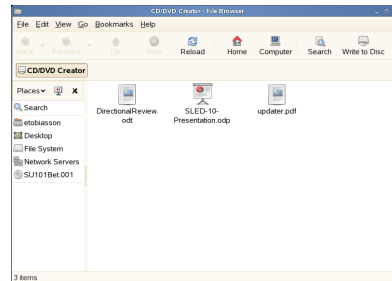 CD/DVD Creator - File Browser
File Edit View Go Bookmarks Help
Back Forward Up Stop Reload Home Computer Search Write to Disc
CD/DVD Creator
Places
Search
etobiasson
Desktop
File System
Network Servers
SU101Bet.001
DirectionalReview.
odt
SLED-10-
Presentation.odp
updater.pdf
3 items